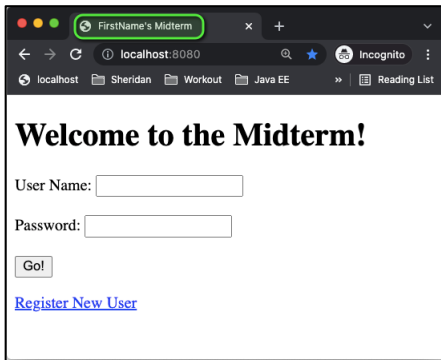 FirstName's Midterm
localhost:8080
Incognito
localhost Sheridan Workout Java EE » Reading List
Welcome to the Midterm!
User Name:
Password:
Go!
Register New User